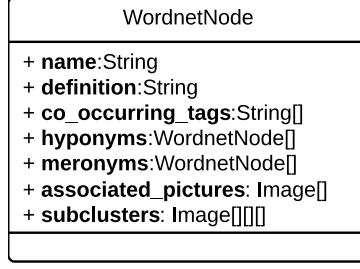 WordnetNode
+ name:String
+ definition:String
+ co_occurring_tags:String[]
+ hyponyms:WordnetNode[]
+ meronyms:WordnetNode[]
+ associated_pictures: Image[]
+ subclusters: Image[][][]